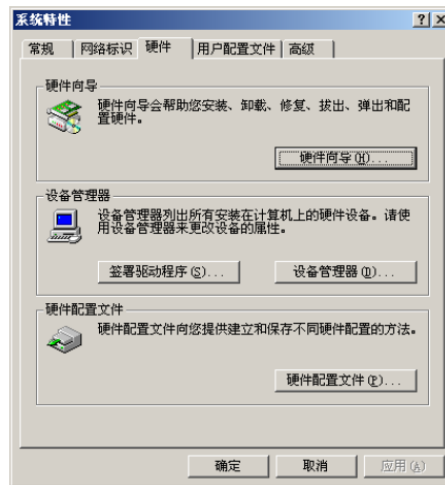 系统特性
常规 网络标识 硬件 用户配置文件 高级
硬件向导
硬件向导会帮助您安装、卸载、修复、拔出、弹出和配
置硬件。
硬件向导(H)...
设备管理器
设备管理器列出所有安装在计算机上的硬件设备。请使
用设备管理器来更改设备的属性。
签署驱动程序(S)... 设备管理器(D)...
硬件配置文件
硬件配置文件向您提供建立和保存不同硬件配置的方法。
硬件配置文件(P)...
确定 取消 应用(A)